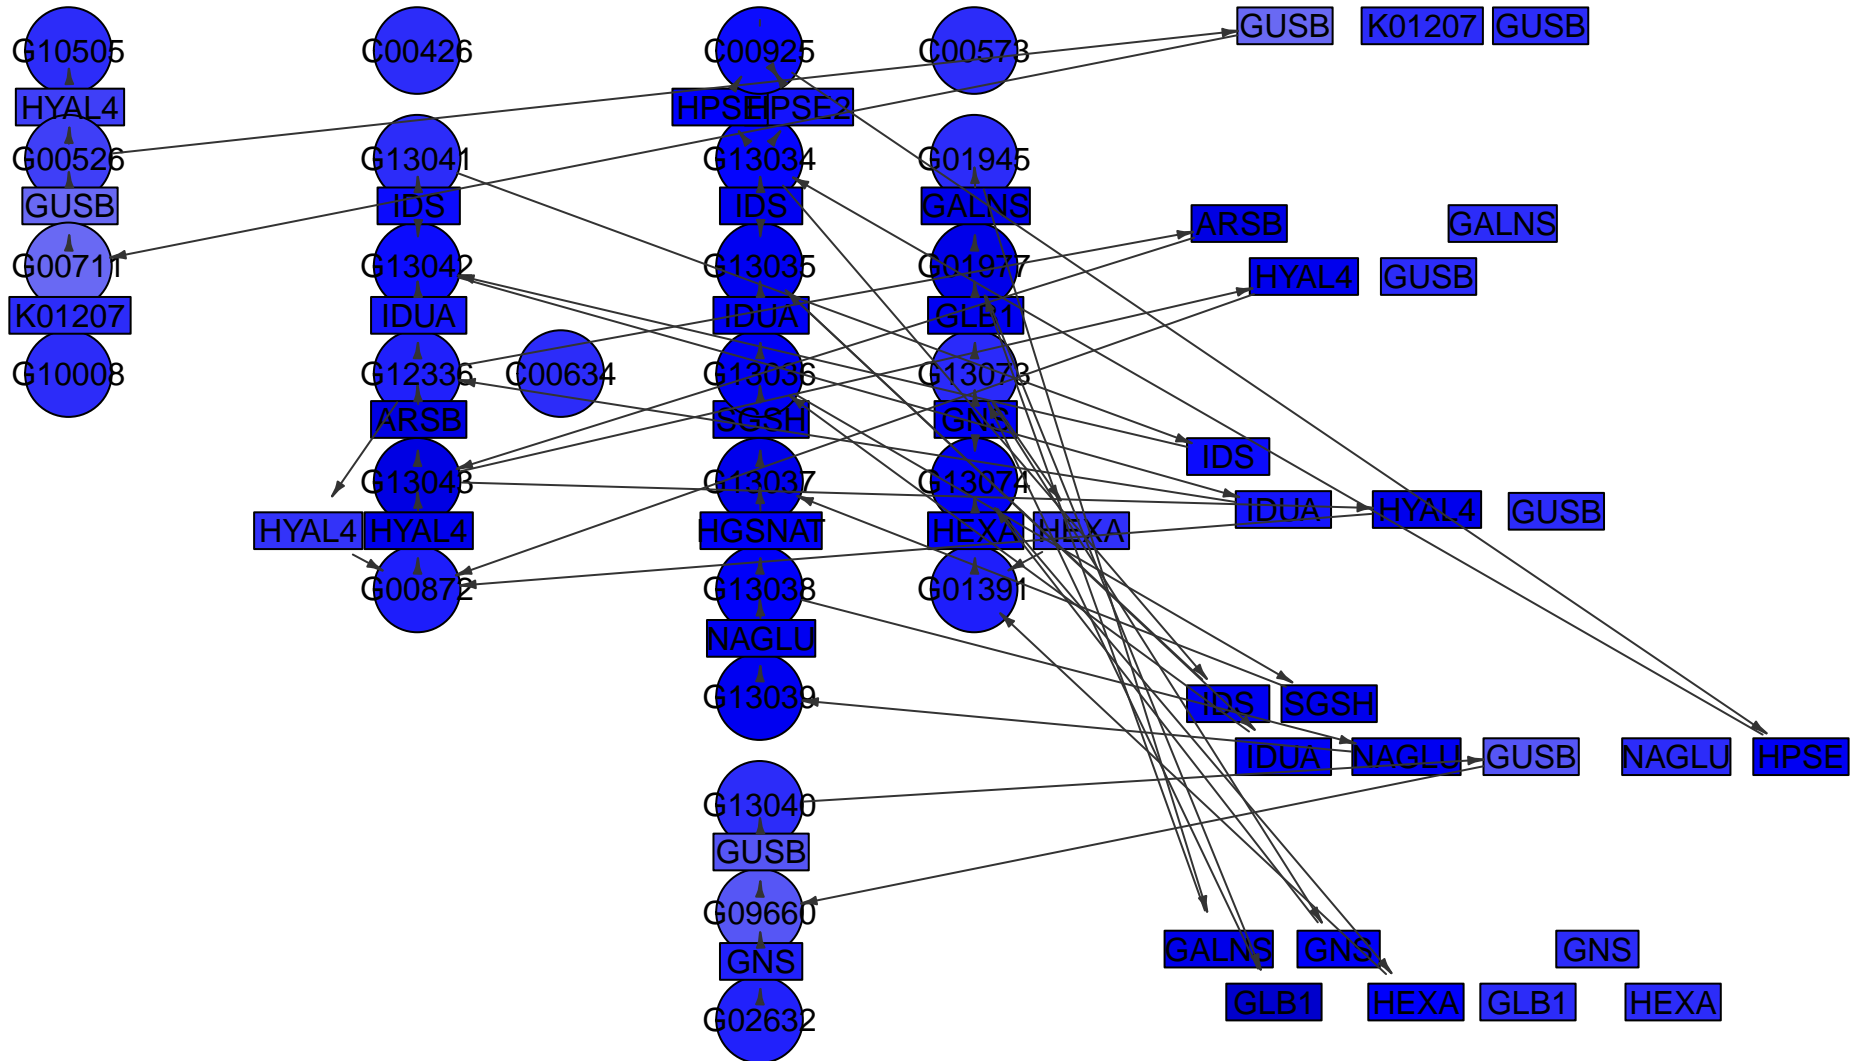 G10505
C00426
C00925
C00573
GUSB
K01207
GUSB
HYAL4
HPSE
HPSE2
G00526
G13041
G13034
G01945
GUSB
IDS
IDS
GALNS
ARSB
GALNS
G00711
G13042
G13035
G01977
HYAL4
GUSB
K01207
IDUA
IDUA
GLB1
G10008
G12336
C00634
G13036
G13073
ARSB
SGSH
GNS
IDS
G13043
G13037
G13074
IDUA
HYAL4
GUSB
HYAL4
HYAL4
HGSNAT
HEXA
HEXA
G00872
G13038
G01391
NAGLU
G13039
IDS
SGSH
IDUA
NAGLU
GUSB
NAGLU
HPSE
G13040
GUSB
G09660
GNS
GALNS
GNS
GNS
G02632
GLB1
HEXA
GLB1
HEXA